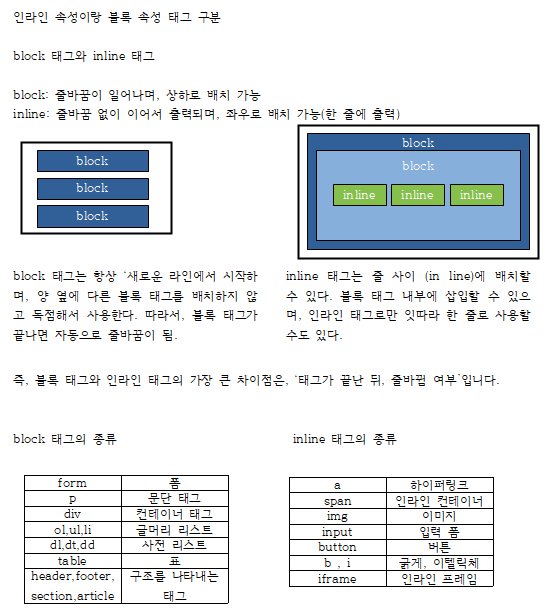 인라인 속성이랑 블록 속성 태그 구분
block 태그와 inline 태그
block: 줄바꿈이 일어나며, 상하로 배치 가능
inline: 줄바꿈 없이 이어서 출력되며, 좌우로 배치 가능(한 줄에 출력)
block
block
block
block
block
inline inline inline
block 태그는 항상 ‘새로운 라인에서 시작하
며, 양 옆에 다른 블록 태그를 배치하지 않
고 독점해서 사용한다. 따라서, 블록 태그가
끝나면 자동으로 줄바꿈이 됨.
inline 태그는 줄 사이 (in line)에 배치할
수 있다. 블록 태그 내부에 삽입할 수 있으
며, 인라인 태그로만 잇따라 한 줄로 사용할
수도 있다.
즉, 블록 태그와 인라인 태그의 가장 큰 차이점은, ‘태그가 끝난 뒤, 줄바뀜 여부’입니다.
block 태그의 종류
form 폼
p 문단 태그
div 컨테이너 태그
ol,ul,li 글머리 리스트
dl,dt,dd 사전 리스트
table 표
header,footer, 구조를 나타내는
section,article 태그
inline 태그의 종류
a 하이퍼링크
span 인라인 컨테이너
img 이미지
input 입력 폼
button 버튼
b , i 굵게, 이텔릭체
iframe 인라인 프레임